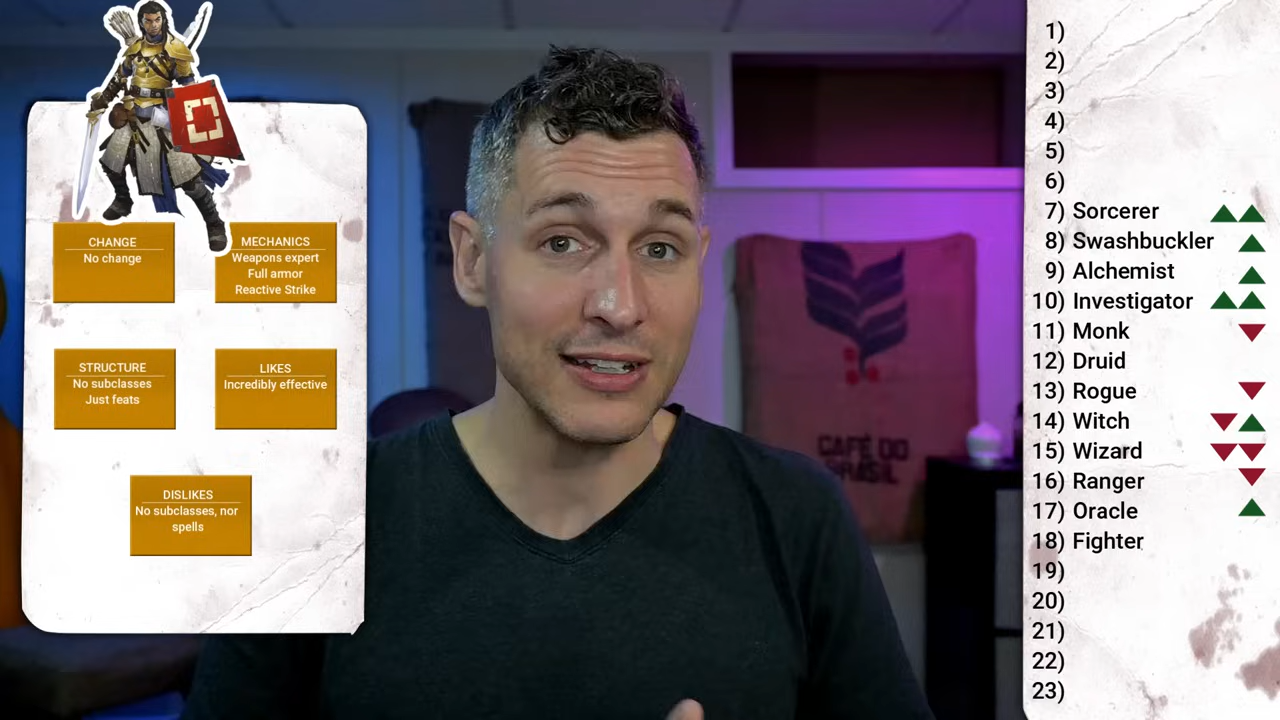 CHANGE
No change
MECHANICS
Weapons expert
Full armor
Reactive Strike
STRUCTURE
No subclasses
Just feats
LIKES
Incredibly effective
DISLIKES
No subclasses, nor
spells
CAFÉ DO
BRASIL
1)
2)
3)
4)
5)
6)
7) Sorcerer
8) Swashbuckler
9) Alchemist
10) Investigator
11) Monk
12) Druid
13) Rogue
14) Witch
15) Wizard
16) Ranger
17) Oracle
18) Fighter
19)
20)
21)
22)
23)